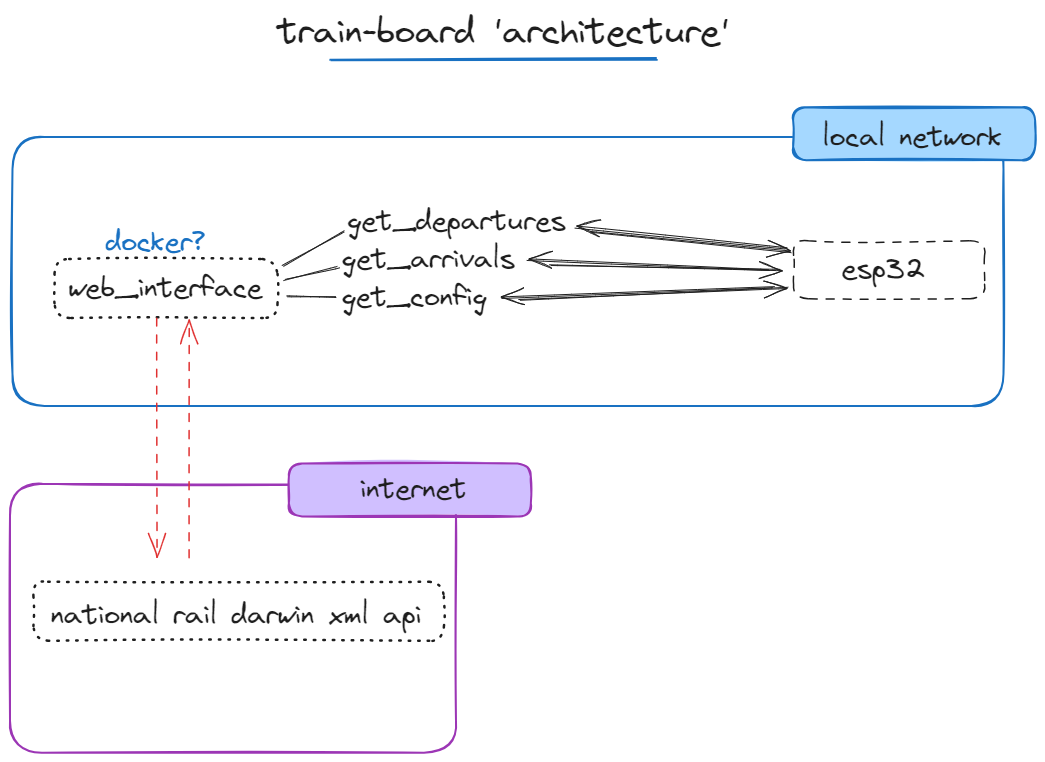 train-board 'architecture'
local network
docker?
web_interface
get_departures
get_arrivals
get_config
esp32
internet
national rail darwin xml api